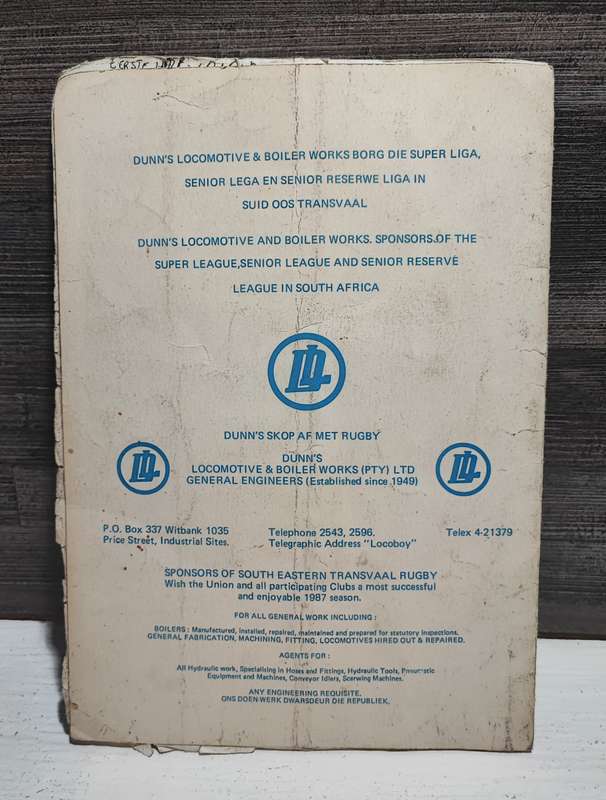 EERSTE
DUNN'S LOCOMOTIVE & BOILER WORKS BORG DIE SUPER LIGA,
SENIOR LEGA EN SENIOR RESERWE LIGA IN
SUID OOS TRANSVAAL
DUNN'S LOCOMOTIVE AND BOILER WORKS. SPONSORS OF THE
SUPER LEAGUE, SENIOR LEAGUE AND SENIOR RESERVE
LEAGUE IN SOUTH AFRICA
DUNN'S SKOP AF MET RUGBY
DUNN'S
LOCOMOTIVE & BOILER WORKS (PTY) LTD
GENERAL ENGINEERS (Established since 1949)
P.O. Box 337 Witbank 1035 Telephone 2543, 2596. Telex 4-21379
Price Street, Industrial Sites. Telegraphic Address "Locoboy"
SPONSORS OF SOUTH EASTERN TRANSVAAL RUGBY
Wish the Union and all participating Clubs a most successful
and enjoyable 1987 season.
FOR ALL GENERAL WORK INCLUDING :
BOILERS : Manufactured, installed, repaired, maintained and prepared for statutory inspections.
GENERAL FABRICATION, MACHINING, FITTING, LOCOMOTIVES HIRED OUT & REPAIRED.
AGENTS FOR :
All Hydraulic work, Specialising in Hoses and Fittings, Hydraulic Tools, Pneumatic
Equipment and Machines, Conveyor Idlers, Scerwing Machines.
ANY ENGINEERING REQUISITE.
ONS DOEN WERK DWARSDEUR DIE REPUBLIEK.